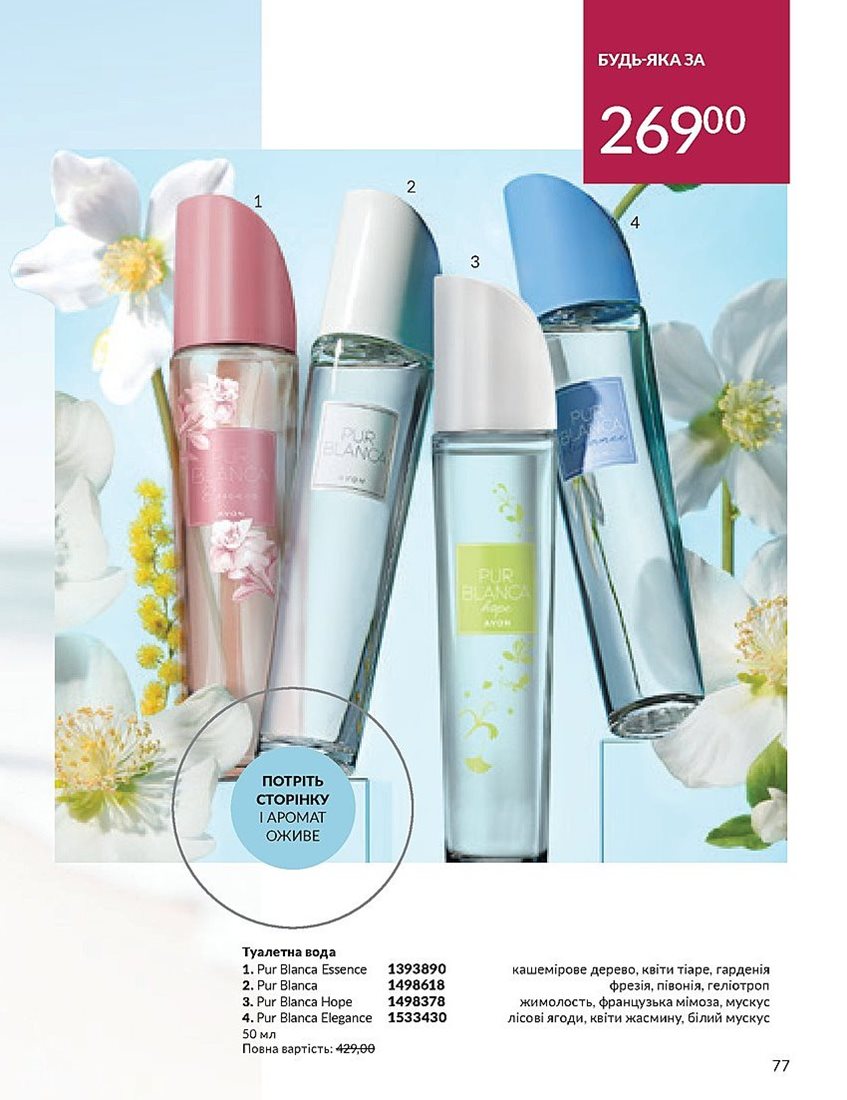 БУДЬ-ЯКА ЗА
269⁰⁰
1
2
3
4
PUR
BLANCA
Essence
AVON
PUR
BLANCA
AVON
PUR
BLANCA
hope
AVON
PUR
BLANCA
ПОТРІТЬ
СТОРІНКУ
І АРОМАТ
ОЖИВЕ
Туалетна вода
1. Pur Blanca Essence 1393890 кашемірове дерево, квіти тіаре, гарденія
2. Pur Blanca 1498618 фрезія, півонія, геліотроп
3. Pur Blanca Hope 1498378 жимолость, французька мімоза, мускус
4. Pur Blanca Elegance 1533430 лісові ягоди, квіти жасмину, білий мускус
50 мл
Повна вартість: 429,00
77